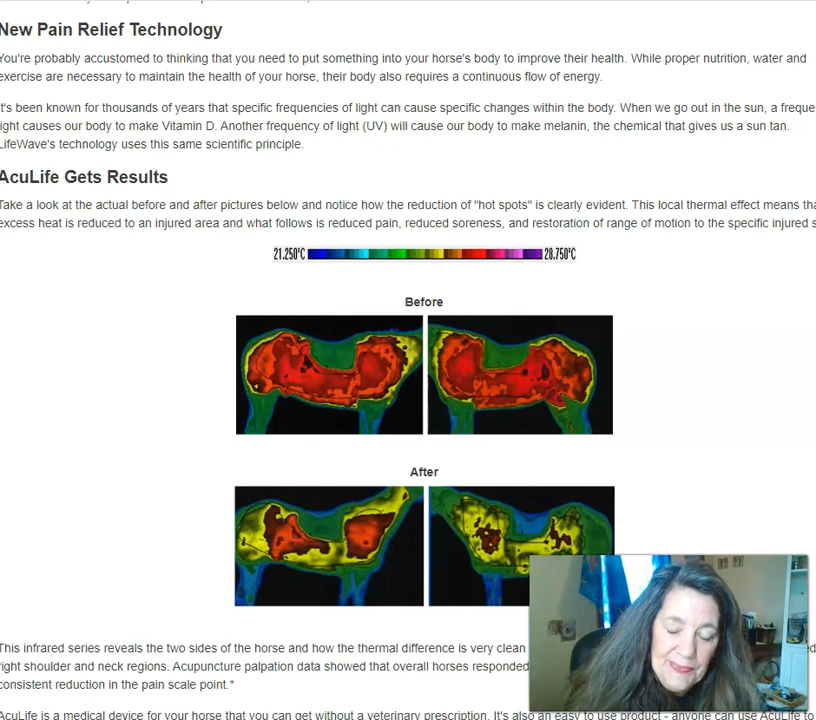 New Pain Relief Technology
You're probably accustomed to thinking that you need to put something into your horse's body to improve their health. While proper nutrition, water and
exercise are necessary to maintain the health of your horse, their body also requires a continuous flow of energy.
It's been known for thousands of years that specific frequencies of light can cause specific changes within the body. When we go out in the sun, a freque
light causes our body to make Vitamin D. Another frequency of light (UV) will cause our body to make melanin, the chemical that gives us a sun tan.
LifeWave's technology uses this same scientific principle.
AcuLife Gets Results
Take a look at the actual before and after pictures below and notice how the reduction of "hot spots" is clearly evident. This local thermal effect means tha
excess heat is reduced to an injured area and what follows is reduced pain, reduced soreness, and restoration of range of motion to the specific injured s
21.250°C 28.750°C
Before
After
This infrared series reveals the two sides of the horse and how the thermal difference is very clean
right shoulder and neck regions. Acupuncture palpation data showed that overall horses responded
consistent reduction in the pain scale point.*
AcuLife is a medical device for your horse that you can get without a veterinary prescription. It's also an easy to use product - anyone can use AcuLife to